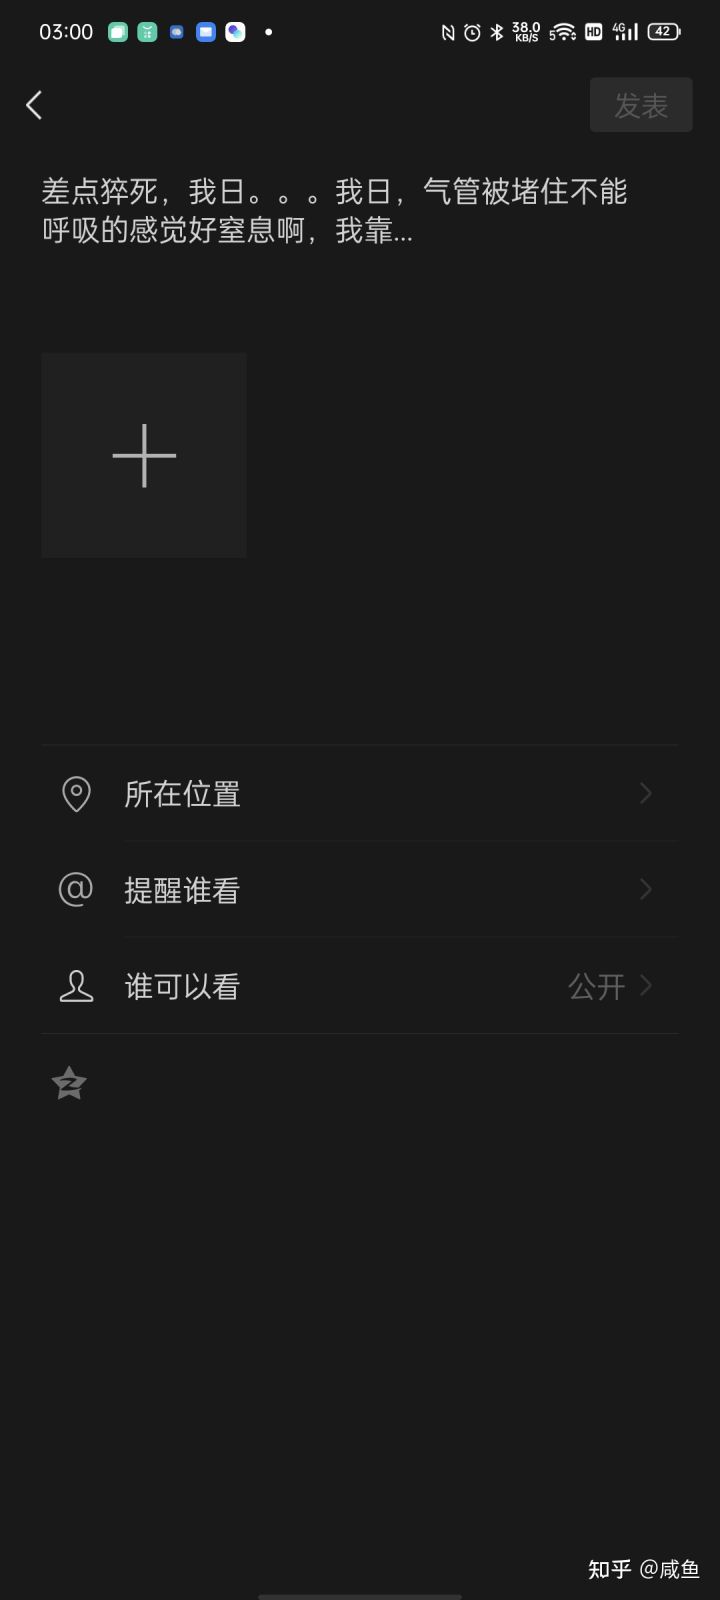 03:00
38.0
KB/S
5
HD
4G
42
发表
差点猝死，我日。。。我日，气管被堵住不能
呼吸的感觉好窒息啊，我靠...
所在位置
@ 提醒谁看
谁可以看 公开
知乎 @咸鱼